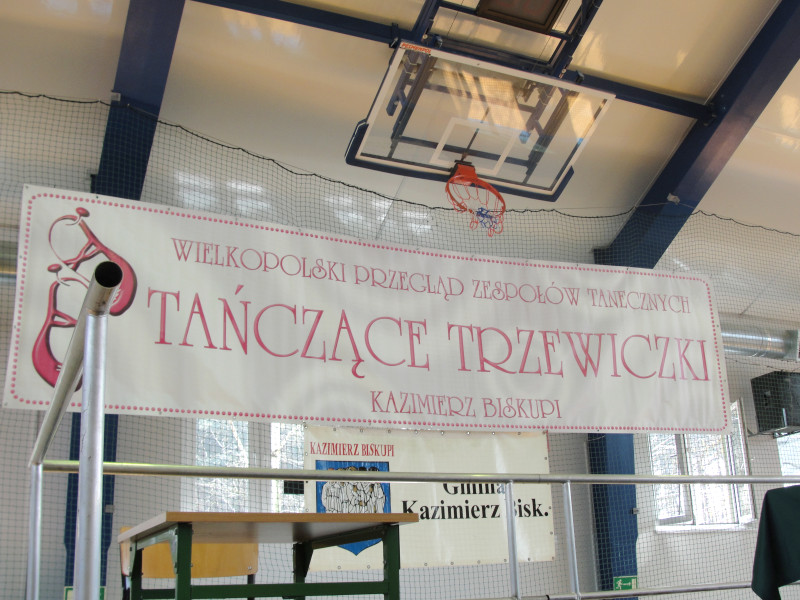 WIELKOPOLSKI PRZEGLĄD ZESPOŁÓW TANECZNYCH
TAŃCZĄCE TRZEWICZKI
KAZIMIERZ BISKUPI
KAZIMIERZ BISKUPI
Gmina
Kazimierz Bisk.